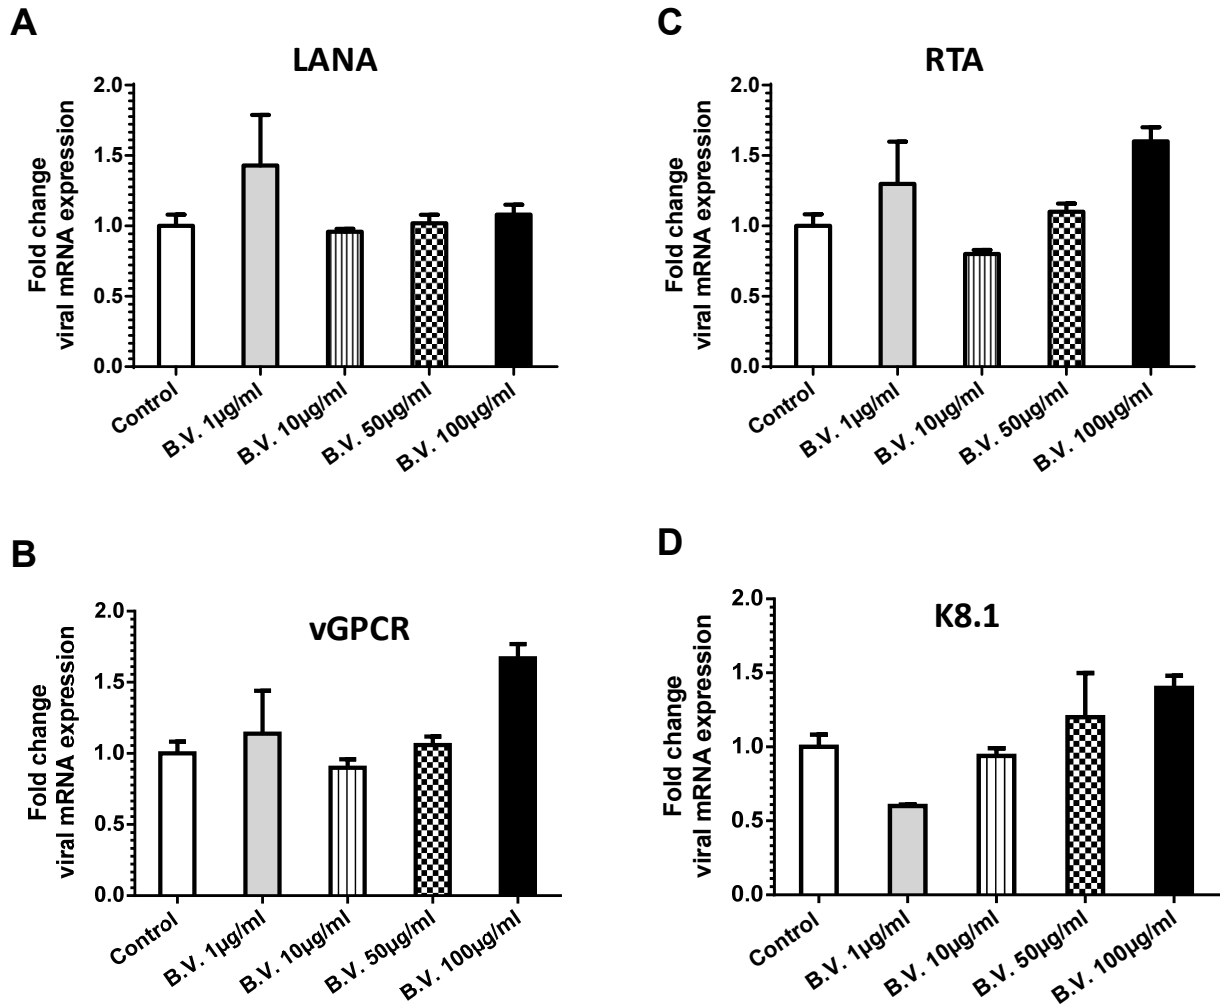 A
LANA
Fold change
viral mRNA expression
2.0
1.5
1.0
0.5
0.0
Control
B.V. 1µg/ml
B.V. 10µg/ml
B.V. 50µg/ml
B.V. 100µg/ml
C
RTA
Fold change
viral mRNA expression
2.0
1.5
1.0
0.5
0.0
Control
B.V. 1µg/ml
B.V. 10µg/ml
B.V. 50µg/ml
B.V. 100µg/ml
B
vGPCR
Fold change
viral mRNA expression
2.0
1.5
1.0
0.5
0.0
Control
B.V. 1µg/ml
B.V. 10µg/ml
B.V. 50µg/ml
B.V. 100µg/ml
D
K8.1
Fold change
viral mRNA expression
2.0
1.5
1.0
0.5
0.0
Control
B.V. 1µg/ml
B.V. 10µg/ml
B.V. 50µg/ml
B.V. 100µg/ml